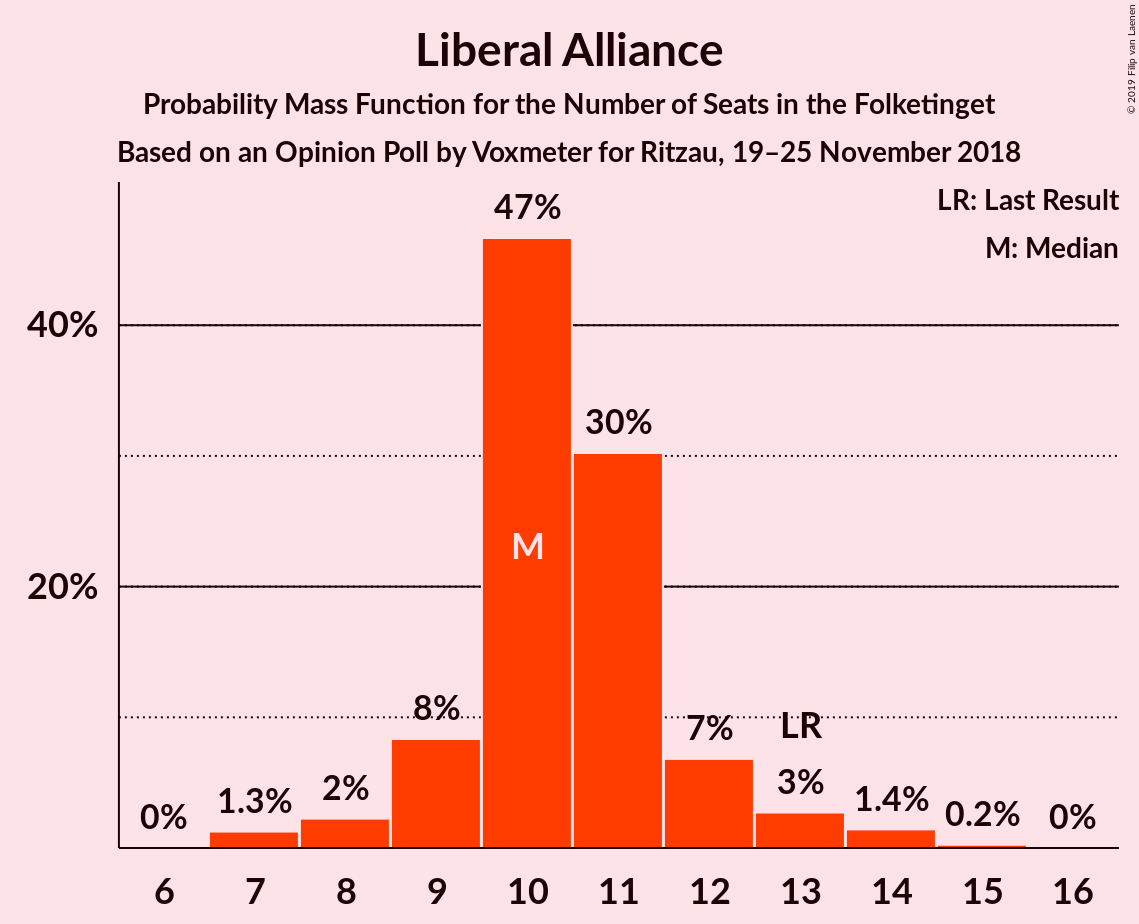 Liberal Alliance
Probability Mass Function for the Number of Seats in the Folketinget
Based on an Opinion Poll by Voxmeter for Ritzau, 19–25 November 2018
© 2019 Filip van Laenen
LR: Last Result
M: Median
40%
20%
0%
1.3%
2%
8%
47%
M
30%
7%
LR
3%
1.4%
0.2%
0%
6 7 8 9 10 11 12 13 14 15 16